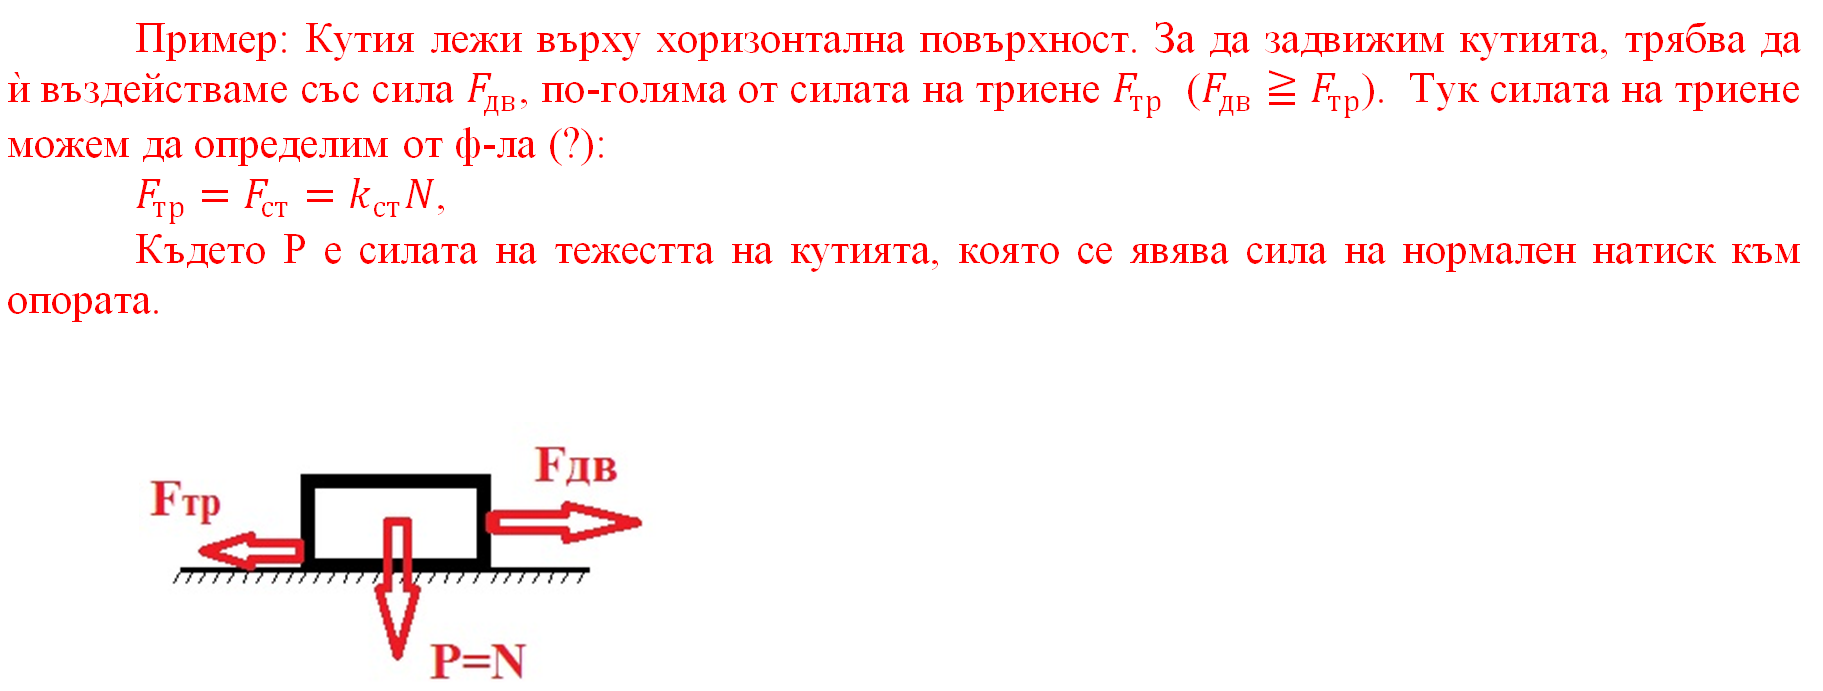 Пример: Кутия лежи върху хоризонтална повърхност. За да задвижим кутията, трябва да
ѝ въздействаме със сила Fдв, по-голяма от силата на триене Fтр (Fдв ≧ Fтр). Тук силата на триене
можем да определим от ф-ла (?):
Fтр = Fст = kстN,
Където P е силата на тежестта на кутията, която се явява сила на нормален натиск към
опората.
Fдв
Fтр
P=N